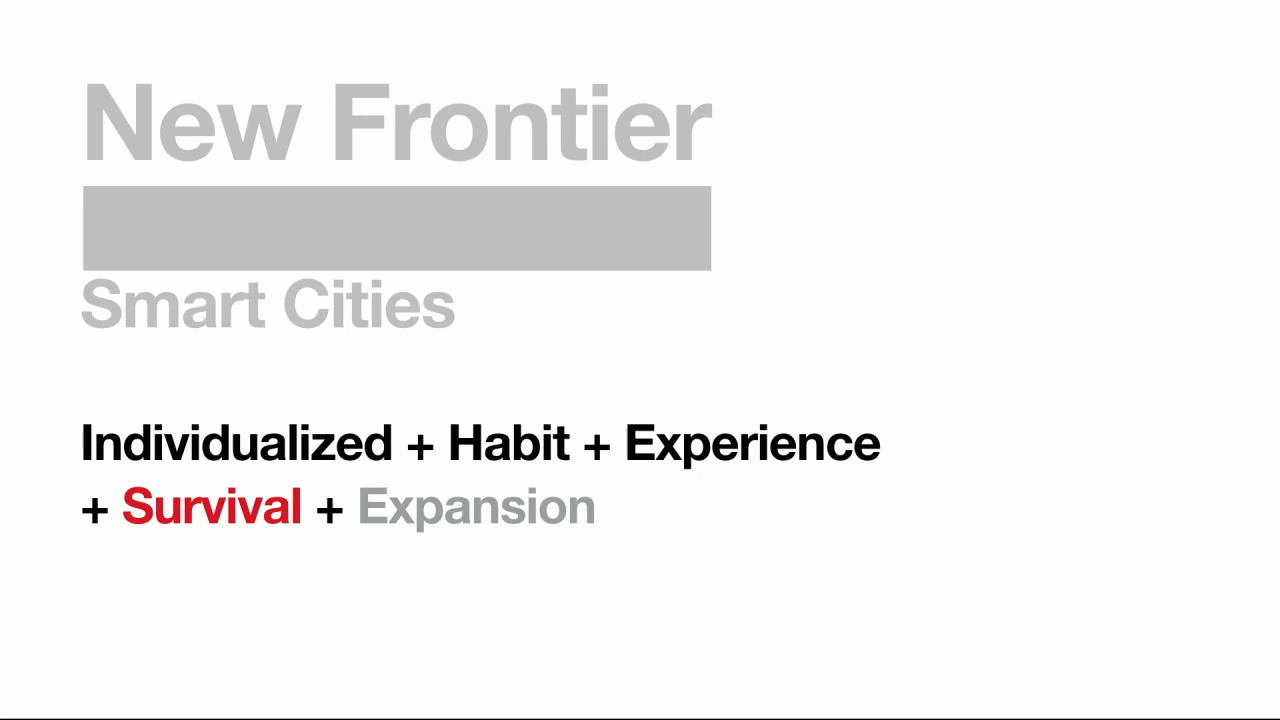 New Frontier
Smart Cities
Individualized + Habit + Experience
+ Survival + Expansion